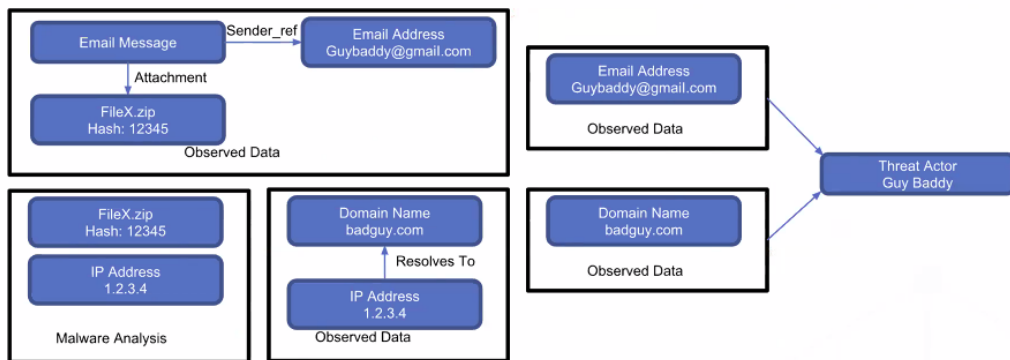 Email Message
Sender_ref
Email Address
Guybaddy@gmail.com
Attachment
FileX.zip
Hash: 12345
Observed Data
Email Address
Guybaddy@gmail.com
Observed Data
Threat Actor
Guy Baddy
FileX.zip
Hash: 12345
IP Address
1.2.3.4
Malware Analysis
Domain Name
badguy.com
Resolves To
IP Address
1.2.3.4
Observed Data
Domain Name
badguy.com
Observed Data